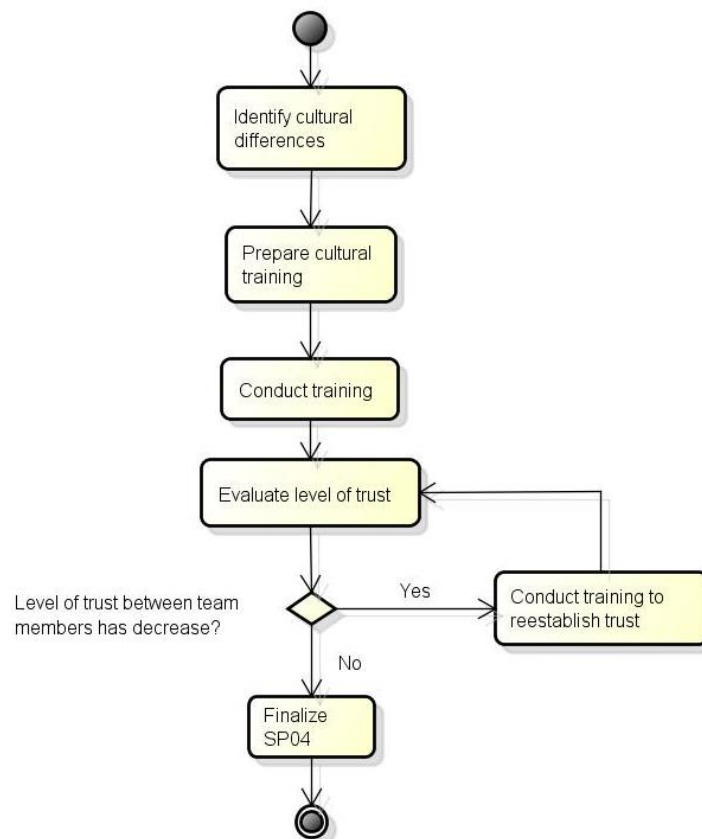 Identify cultural
differences
Prepare cultural
training
Conduct training
Evaluate level of trust
Level of trust between team
members has decrease?
Yes
Conduct training to
reestablish trust
No
Finalize
SP04